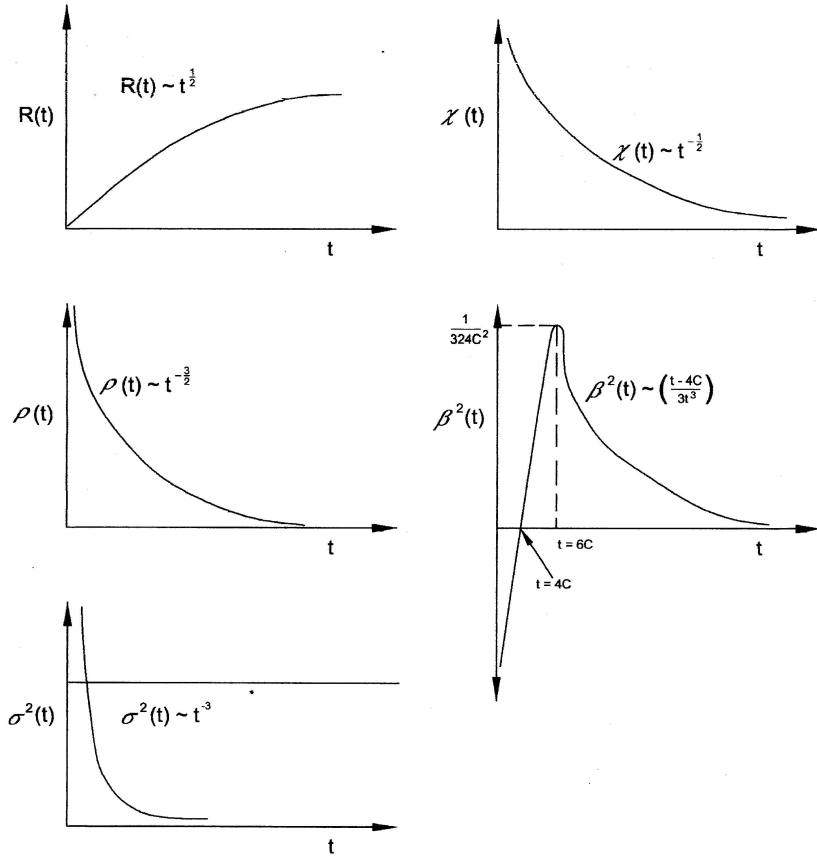 R(t)
R(t) ~ t^{1/2}
t
χ(t)
χ(t) ~ t^{-1/2}
t
ρ(t)
ρ(t) ~ t^{-3/2}
t
1/324C²
β²(t)
β²(t) ~ (t - 4C / 3t³)
t = 6C
t = 4C
t
σ²(t)
σ²(t) ~ t^{-3}
t